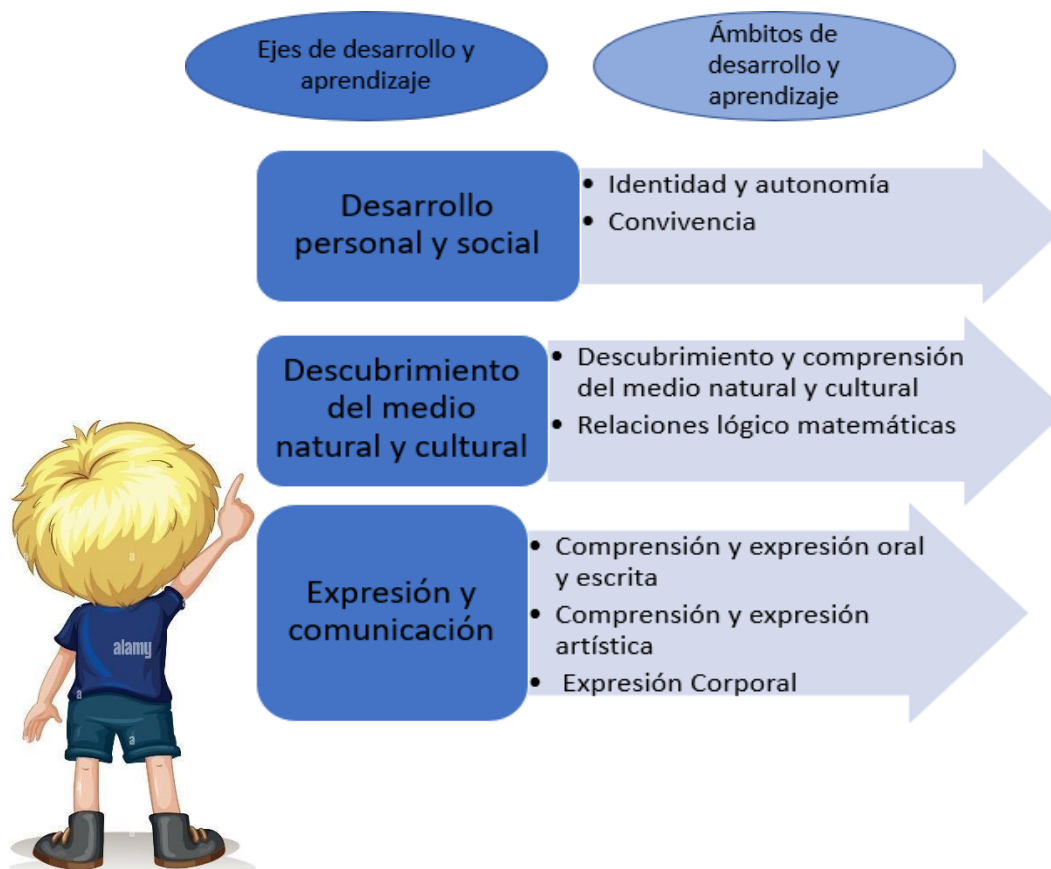 Ejes de desarrollo y
aprendizaje
Ámbitos de
desarrollo y
aprendizaje
Desarrollo
personal y social
• Identidad y autonomía
• Convivencia
Descubrimiento
del medio
natural y cultural
• Descubrimiento y comprensión
del medio natural y cultural
• Relaciones lógico matemáticas
Expresión y
comunicación
• Comprensión y expresión oral
y escrita
• Comprensión y expresión
artística
• Expresión Corporal
alamy
a
a
a
a
a